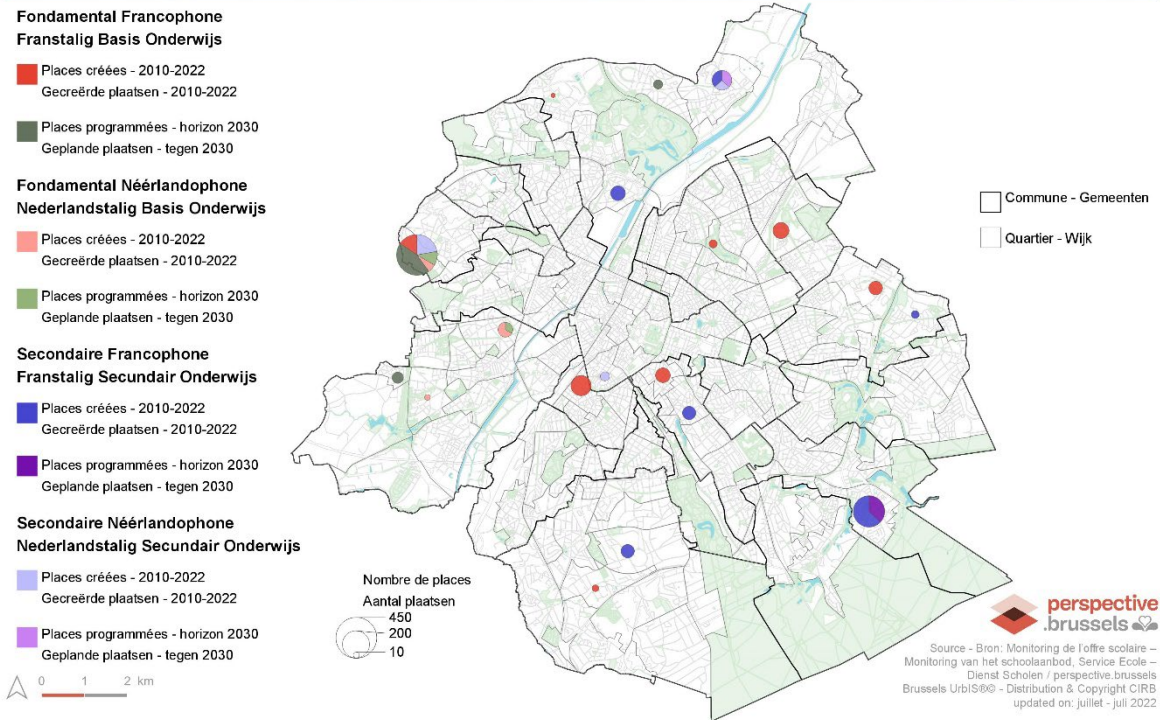 Fondamental Francophone
Franstalig Basis Onderwijs
Places créées - 2010-2022
Gecreërde plaatsen - 2010-2022
Places programmées - horizon 2030
Geplande plaatsen - tegen 2030
Fondamental Néérlandophone
Nederlandstalig Basis Onderwijs
Places créées - 2010-2022
Gecreërde plaatsen - 2010-2022
Places programmées - horizon 2030
Geplande plaatsen - tegen 2030
Secondaire Francophone
Franstalig Secundair Onderwijs
Places créées - 2010-2022
Gecreërde plaatsen - 2010-2022
Places programmées - horizon 2030
Geplande plaatsen - tegen 2030
Secondaire Néérlandophone
Nederlandstalig Secundair Onderwijs
Places créées - 2010-2022
Gecreërde plaatsen - 2010-2022
Places programmées - horizon 2030
Geplande plaatsen - tegen 2030
0 1 2 km
Nombre de places
Aantal plaatsen
450
200
10
Commune - Gemeenten
Quartier - Wijk
perspective
.brussels
Source - Bron: Monitoring de l'offre scolaire –
Monitoring van het schoolaanbod, Service Ecole –
Dienst Scholen / perspective.brussels
Brussels UrbIS®© - Distribution & Copyright CIRB
updated on: juillet - juli 2022